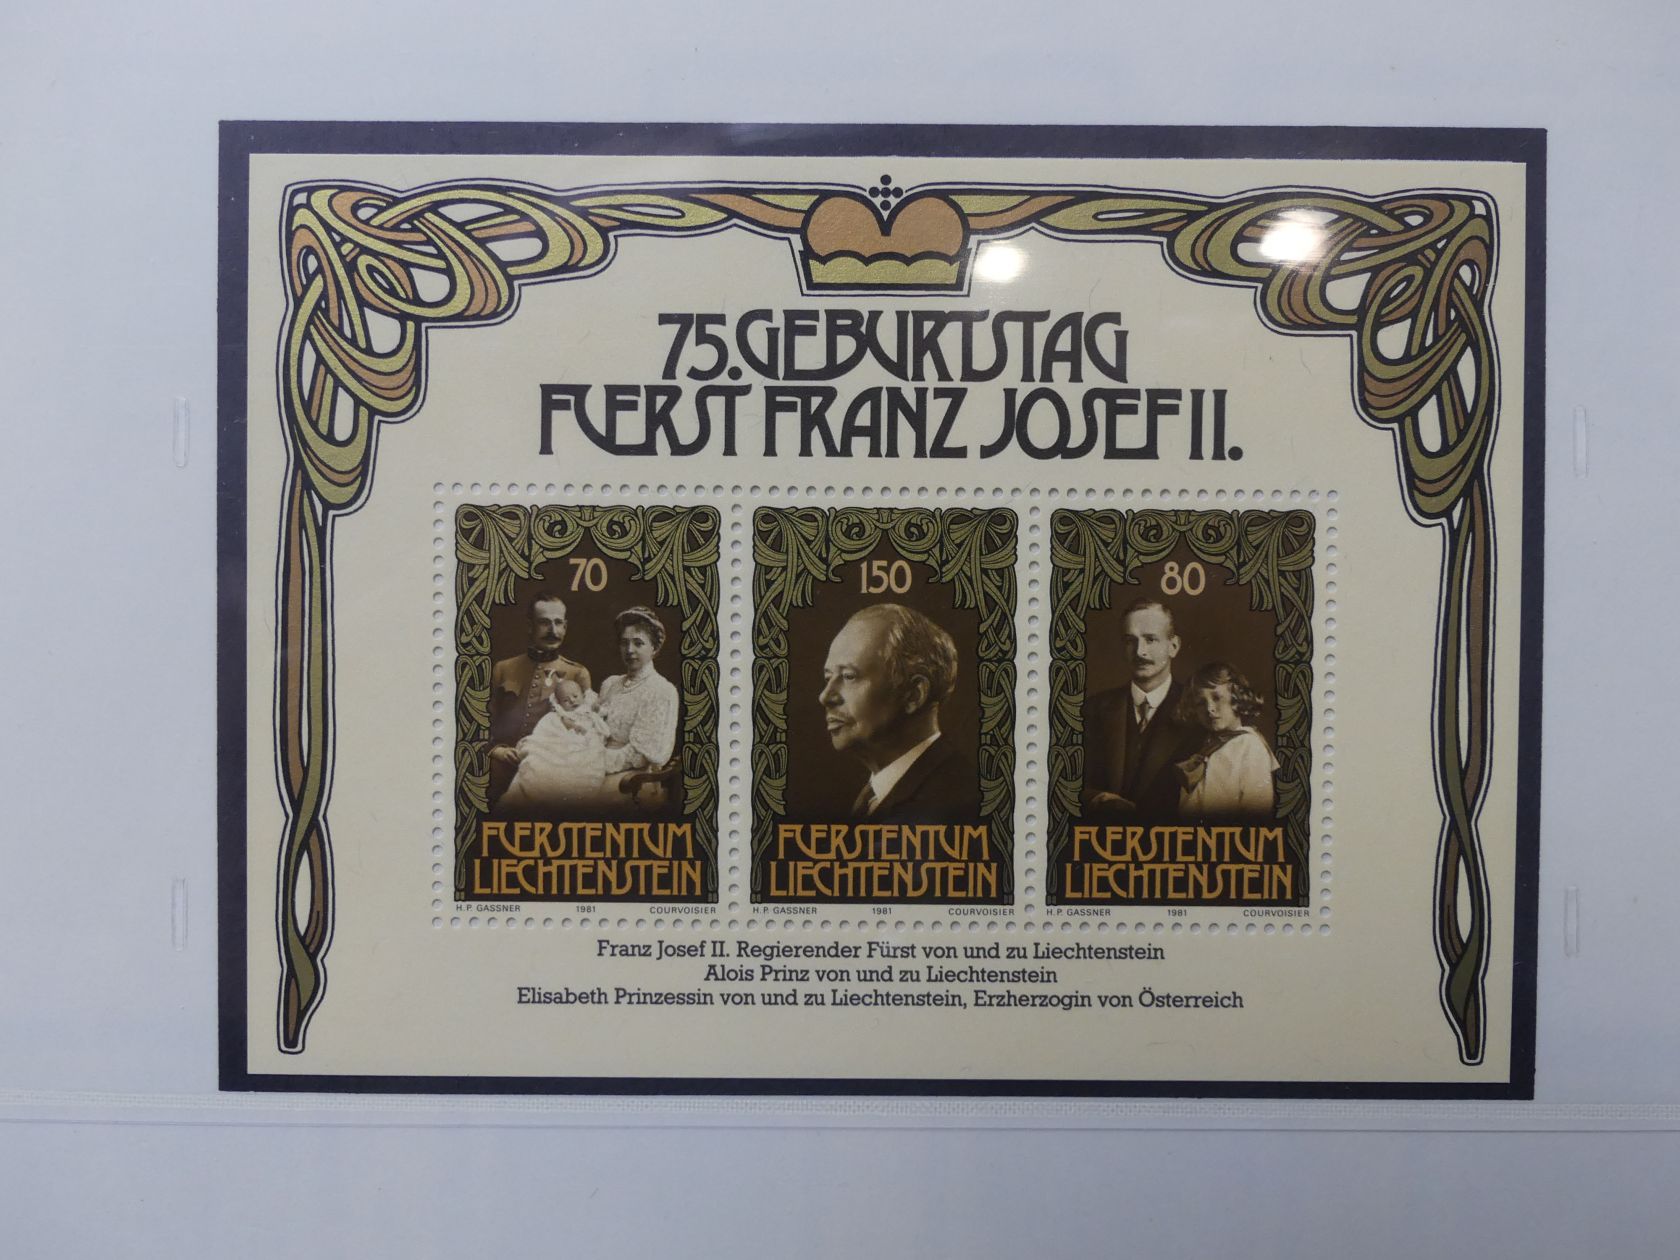 75. GEBURTSTAG
FUERST FRANZ JOSEF II.
70
150
80
FUERSTENTUM
LIECHTENSTEIN
FUERSTENTUM
LIECHTENSTEIN
FUERSTENTUM
LIECHTENSTEIN
H.P. GASSNER 1981 COURVOISIER
H.P. GASSNER 1981 COURVOISIER
H.P. GASSNER 1981 COURVOISIER
Franz Josef II. Regierender Fürst von und zu Liechtenstein
Alois Prinz von und zu Liechtenstein
Elisabeth Prinzessin von und zu Liechtenstein, Erzherzogin von Österreich